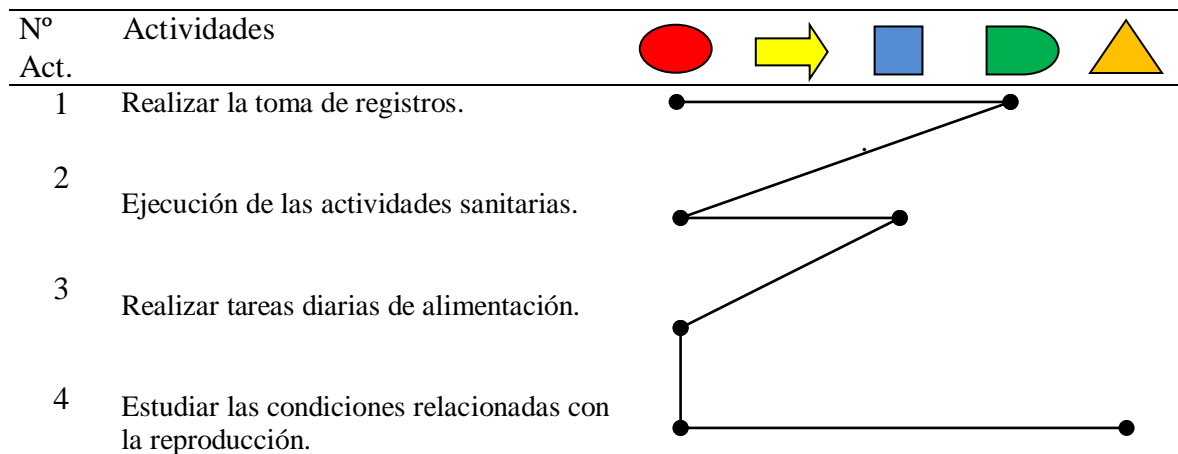 Nº Actividades
Act.
1 Realizar la toma de registros.
2
Ejecución de las actividades sanitarias.
3
Realizar tareas diarias de alimentación.
4
Estudiar las condiciones relacionadas con
la reproducción.